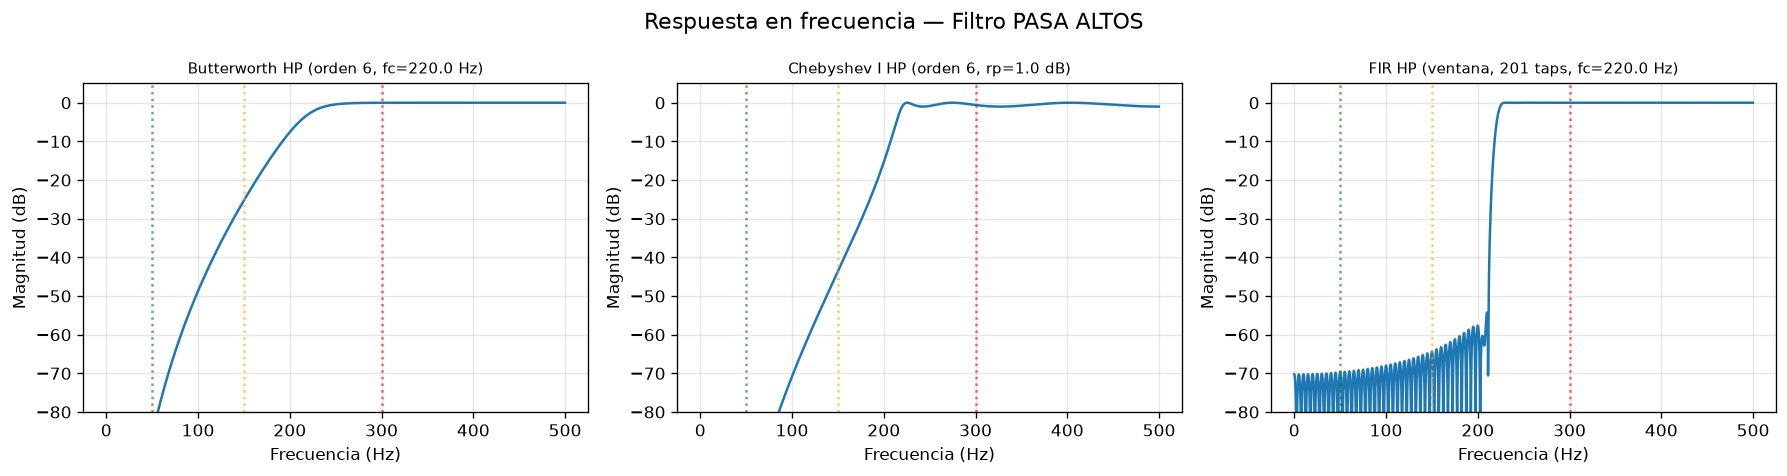 Respuesta en frecuencia — Filtro PASA ALTOS
Butterworth HP (orden 6, fc=220.0 Hz)
Magnitud (dB)
0
−10
−20
−30
−40
−50
−60
−70
−80
0 100 200 300 400 500
Frecuencia (Hz)
Chebyshev I HP (orden 6, rp=1.0 dB)
Magnitud (dB)
0
−10
−20
−30
−40
−50
−60
−70
−80
0 100 200 300 400 500
Frecuencia (Hz)
FIR HP (ventana, 201 taps, fc=220.0 Hz)
Magnitud (dB)
0
−10
−20
−30
−40
−50
−60
−70
−80
0 100 200 300 400 500
Frecuencia (Hz)